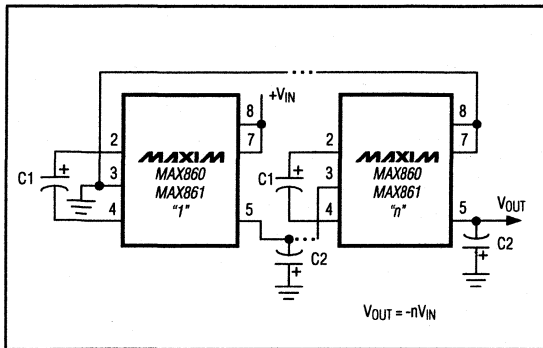 +VIN
8
7
2
3
4
5
C1
+
MAXIM
MAX860
MAX861
"1"
C2
+
8
7
2
3
4
5
C1
+
MAXIM
MAX860
MAX861
"n"
VOUT
C2
+
VOUT = -nVIN